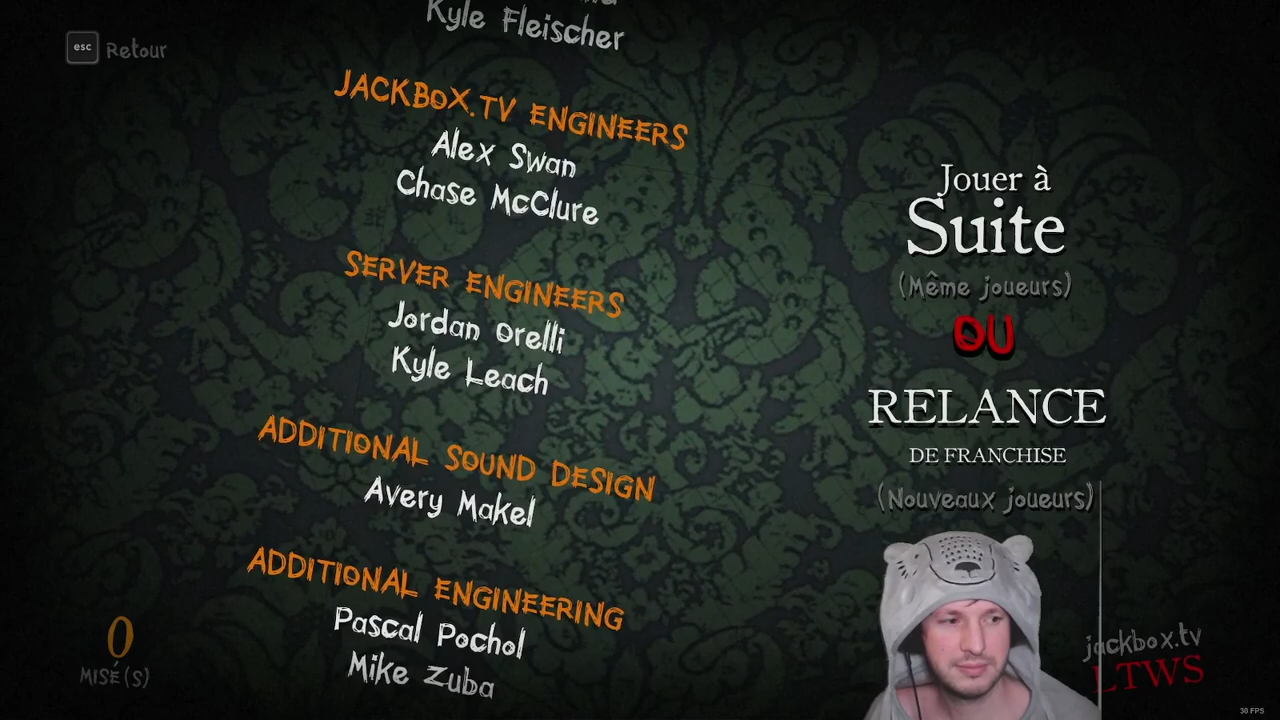 Kyle Fleischer
esc Retour
JACKBOX.TV ENGINEERS
Alex Swan
Chase McClure
SERVER ENGINEERS
Jordan Orelli
Kyle Leach
ADDITIONAL SOUND DESIGN
Avery Makel
ADDITIONAL ENGINEERING
Pascal Pochol
Mike Zuba
Jouer à
Suite
(Même joueurs)
OU
RELANCE
DE FRANCHISE
(Nouveaux joueurs)
0
MISÉ(S)
jackbox.tv
LTWS
30 FPS